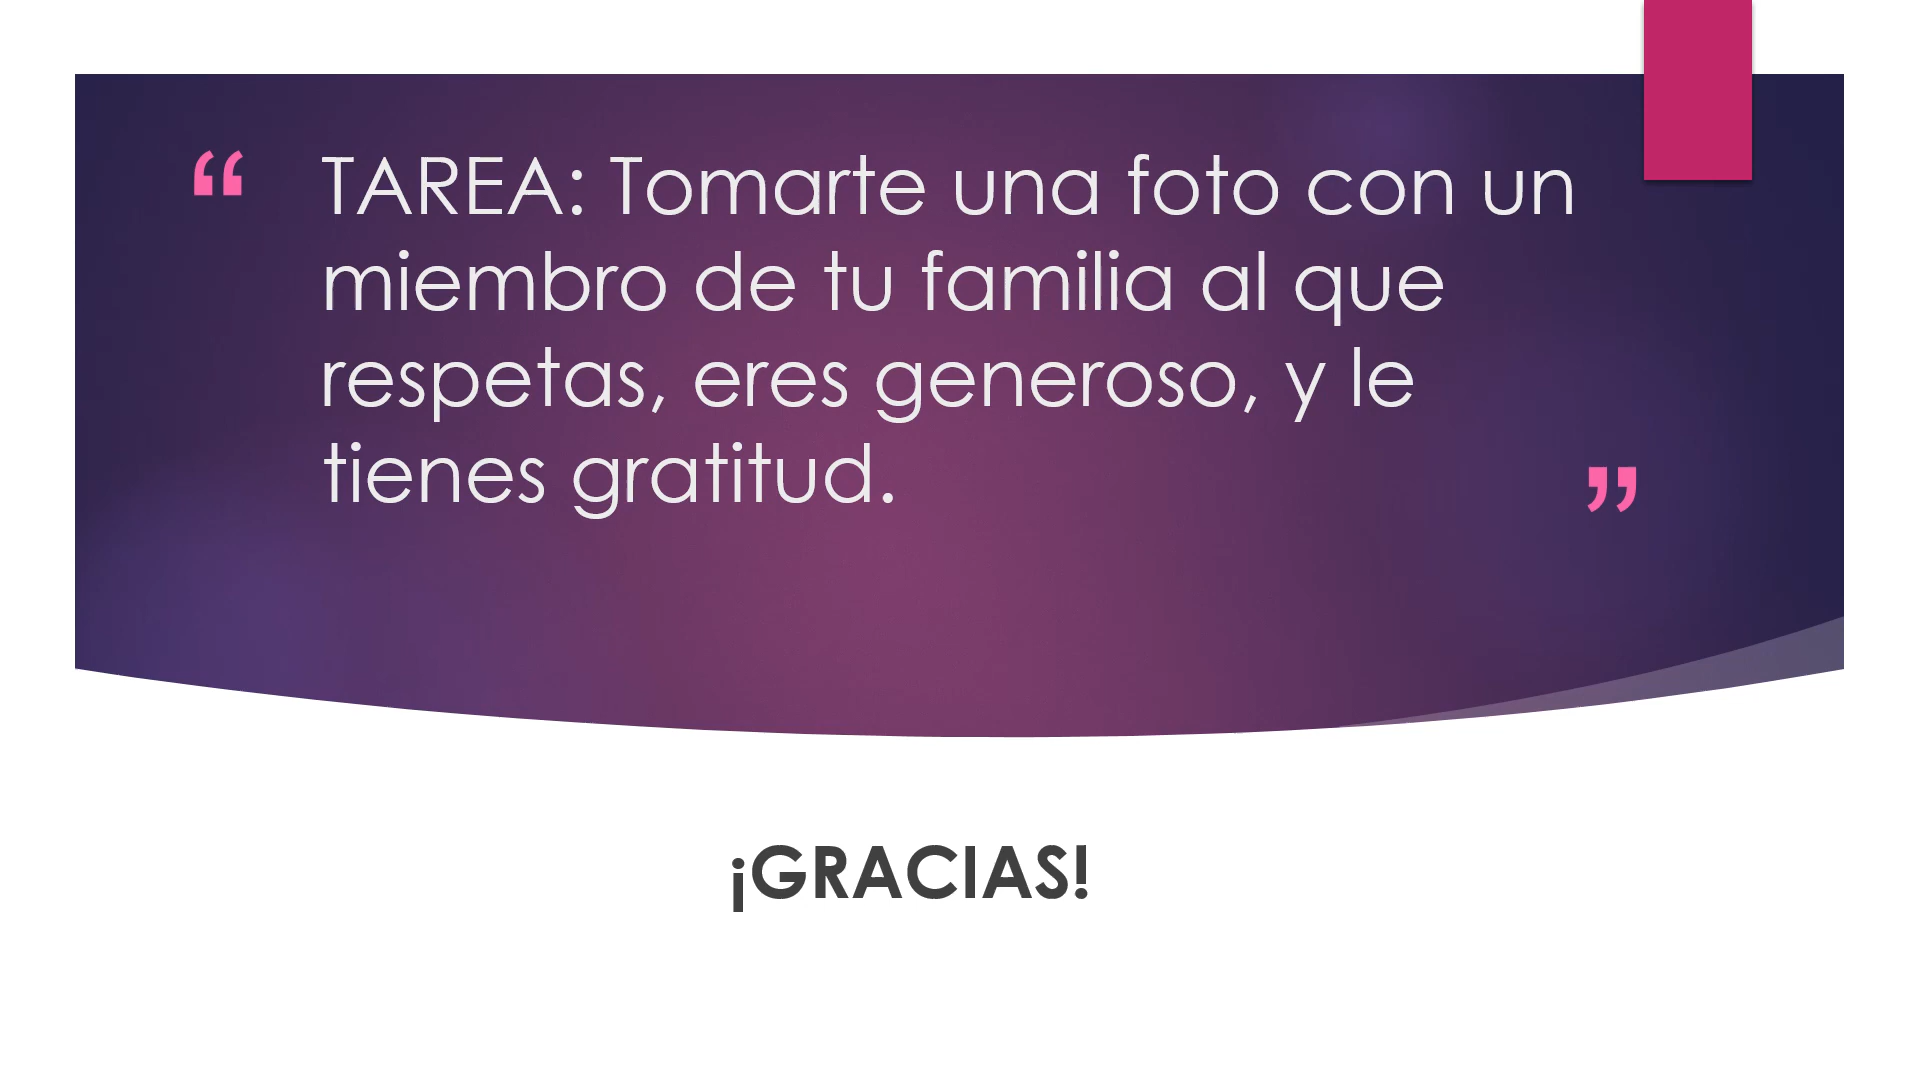 “ TAREA: Tomarte una foto con un
miembro de tu familia al que
respetas, eres generoso, y le
tienes gratitud. ”
¡GRACIAS!